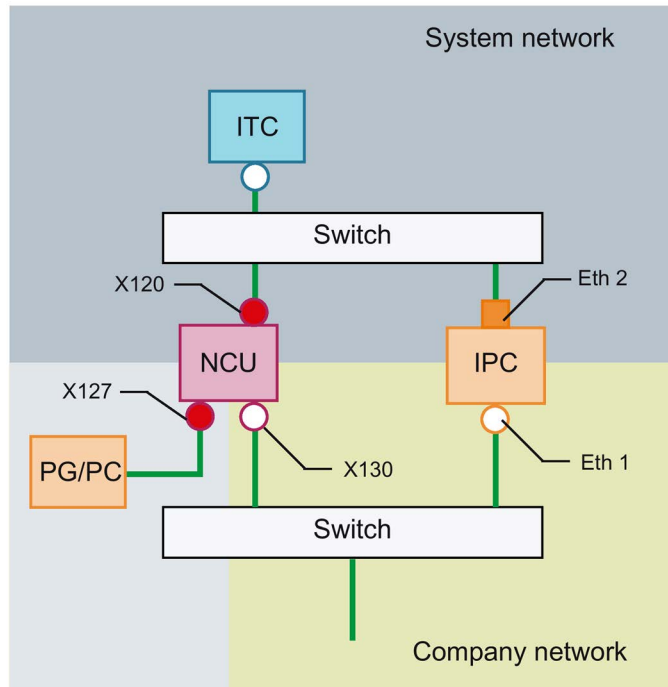 System network
ITC
Switch
X120
Eth 2
NCU
IPC
X127
PG/PC
X130
Eth 1
Switch
Company network